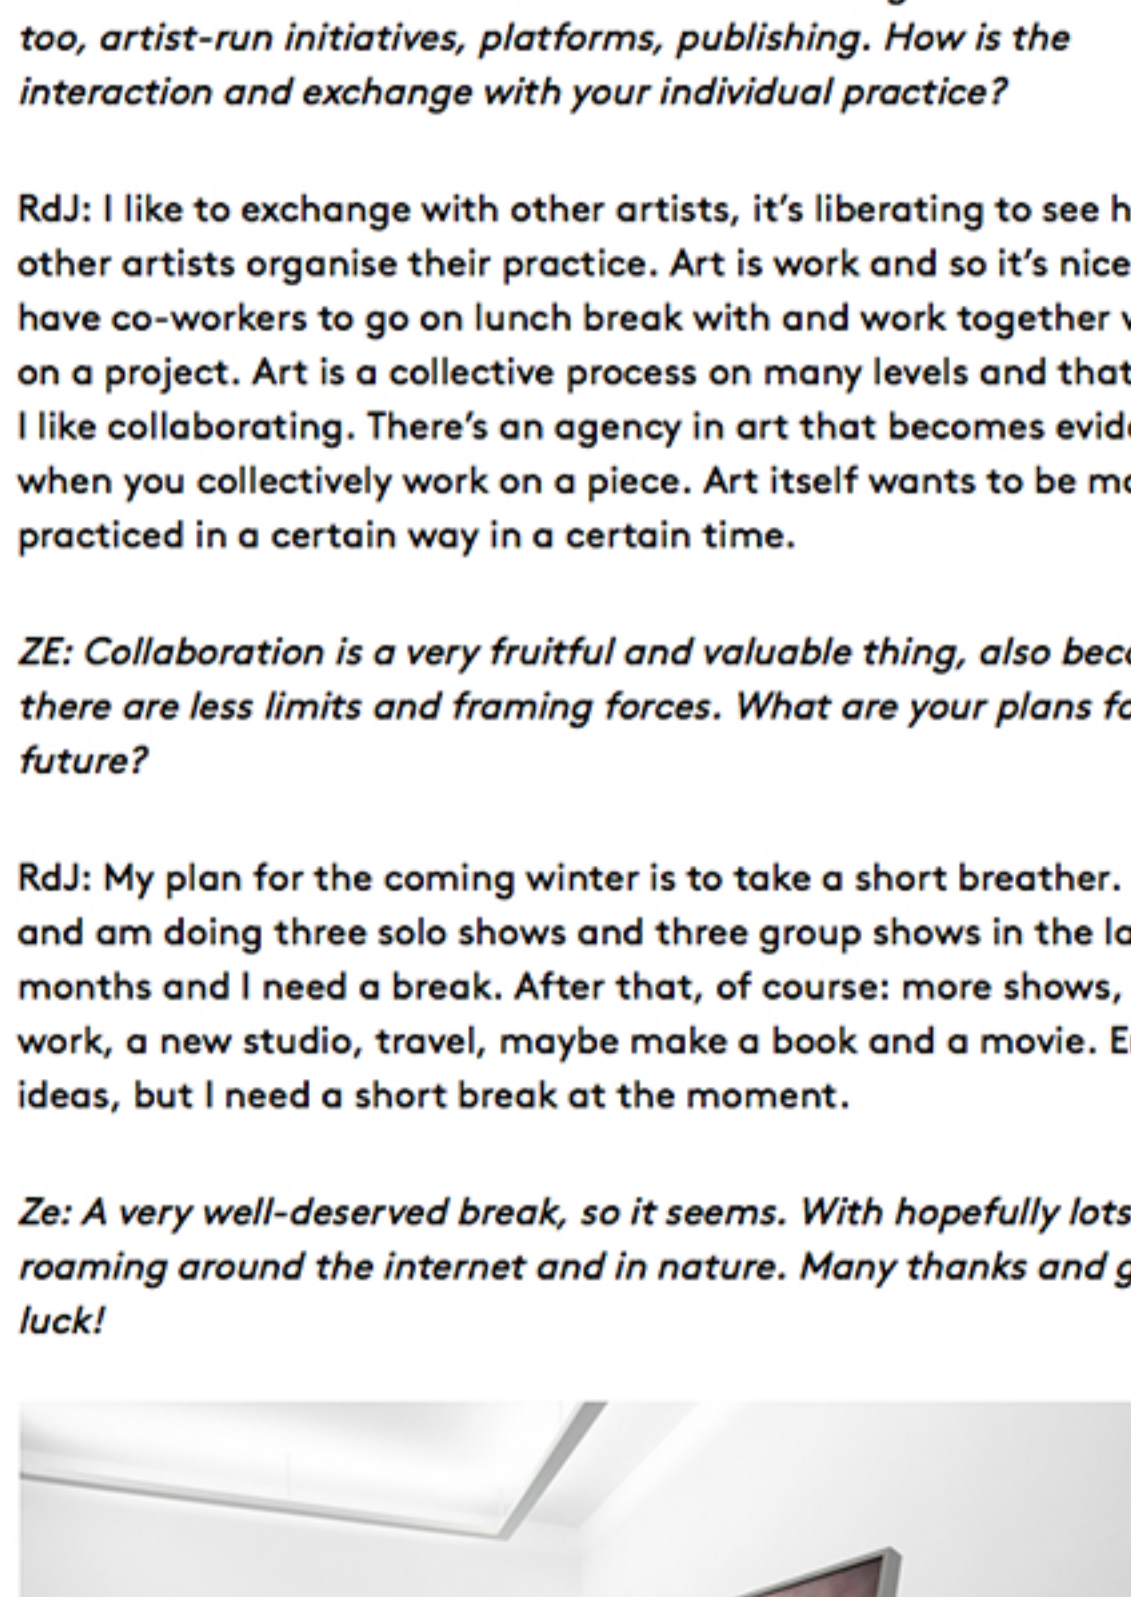 too, artist-run initiatives, platforms, publishing. How is the
interaction and exchange with your individual practice?
RdJ: I like to exchange with other artists, it's liberating to see h
other artists organise their practice. Art is work and so it's nice
have co-workers to go on lunch break with and work together
on a project. Art is a collective process on many levels and that
I like collaborating. There's an agency in art that becomes evid
when you collectively work on a piece. Art itself wants to be
practiced in a certain way in a certain time.
ZE: Collaboration is a very fruitful and valuable thing, also bec
there are less limits and framing forces. What are your plans fo
future?
RdJ: My plan for the coming winter is to take a short breather.
and am doing three solo shows and three group shows in the la
months and I need a break. After that, of course: more shows,
work, a new studio, travel, maybe make a book and a movie.
ideas, but I need a short break at the moment.
Ze: A very well-deserved break, so it seems. With hopefully lots
roaming around the internet and in nature. Many thanks and g
luck!